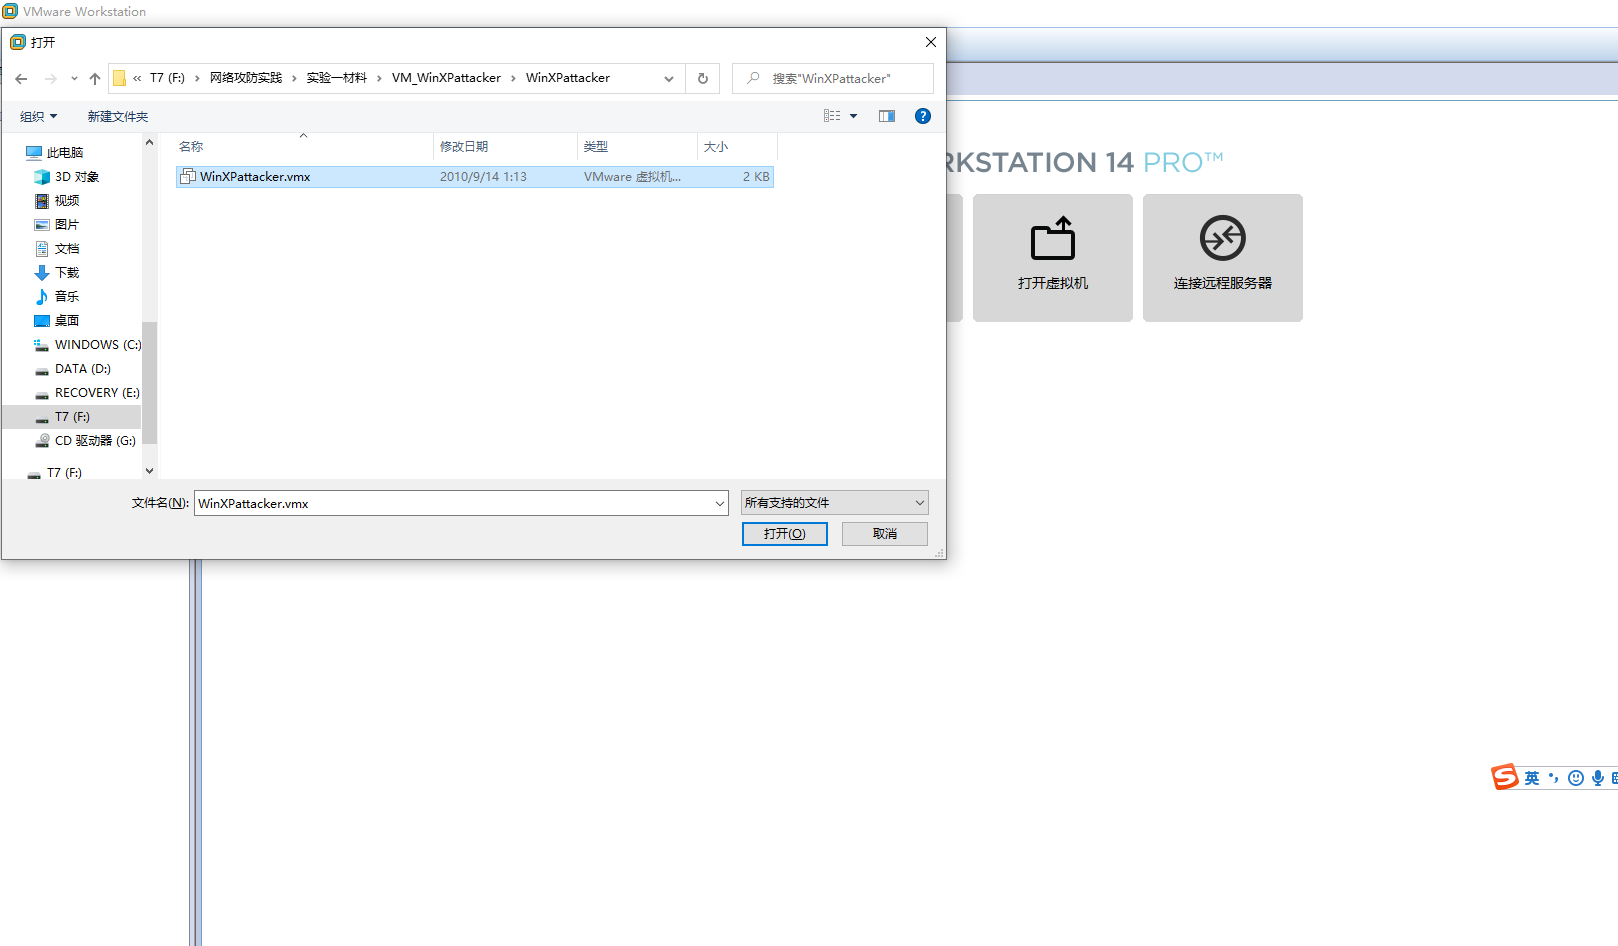 VMware Workstation
打开
« T7 (F:) › 网络攻防实践 › 实验一材料 › VM_WinXPattacker › WinXPattacker
搜索"WinXPattacker"
组织 新建文件夹
名称 修改日期 类型 大小
WinXPattacker.vmx 2010/9/14 1:13 VMware 虚拟机... 2 KB
此电脑
3D 对象
视频
图片
文档
下载
音乐
桌面
WINDOWS (C:)
DATA (D:)
RECOVERY (E:)
T7 (F:)
CD 驱动器 (G:)
T7 (F:)
文件名(N): WinXPattacker.vmx 所有支持的文件
打开(O) 取消
RKSTATION 14 PRO™
打开虚拟机 连接远程服务器
S 英